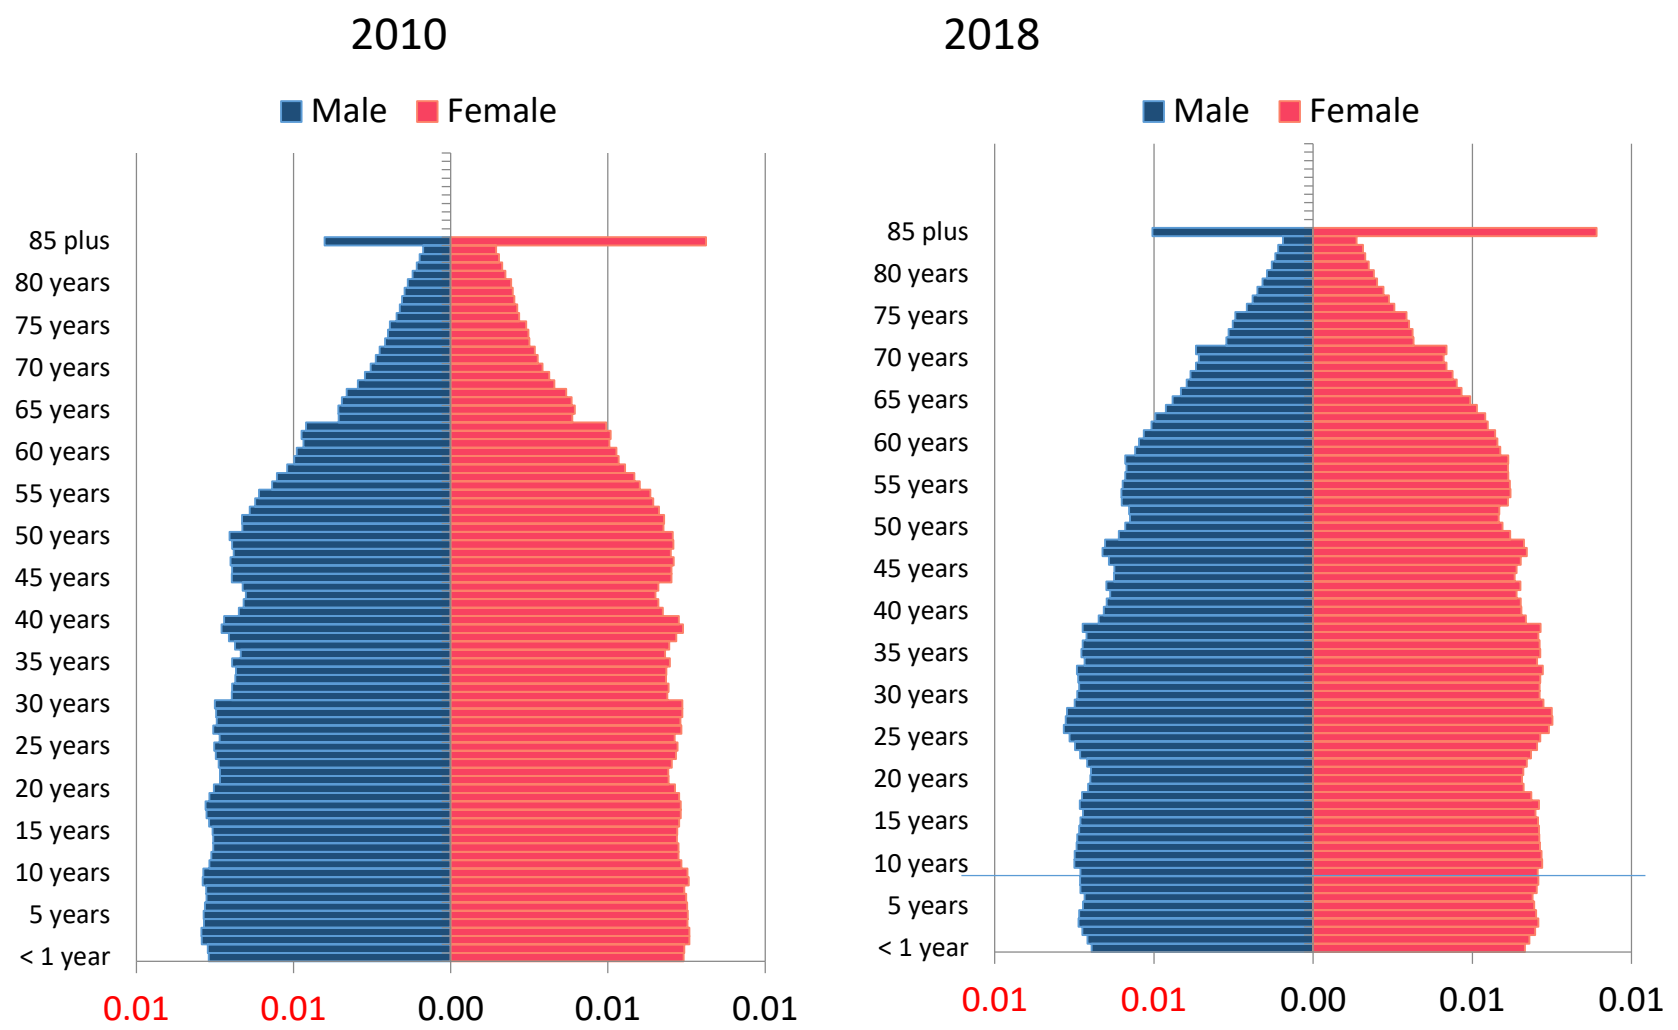 2010
Male Female
85 plus
80 years
75 years
70 years
65 years
60 years
55 years
50 years
45 years
40 years
35 years
30 years
25 years
20 years
15 years
10 years
5 years
< 1 year
0.01 0.01 0.00 0.01 0.01
2018
Male Female
85 plus
80 years
75 years
70 years
65 years
60 years
55 years
50 years
45 years
40 years
35 years
30 years
25 years
20 years
15 years
10 years
5 years
< 1 year
0.01 0.01 0.00 0.01 0.01